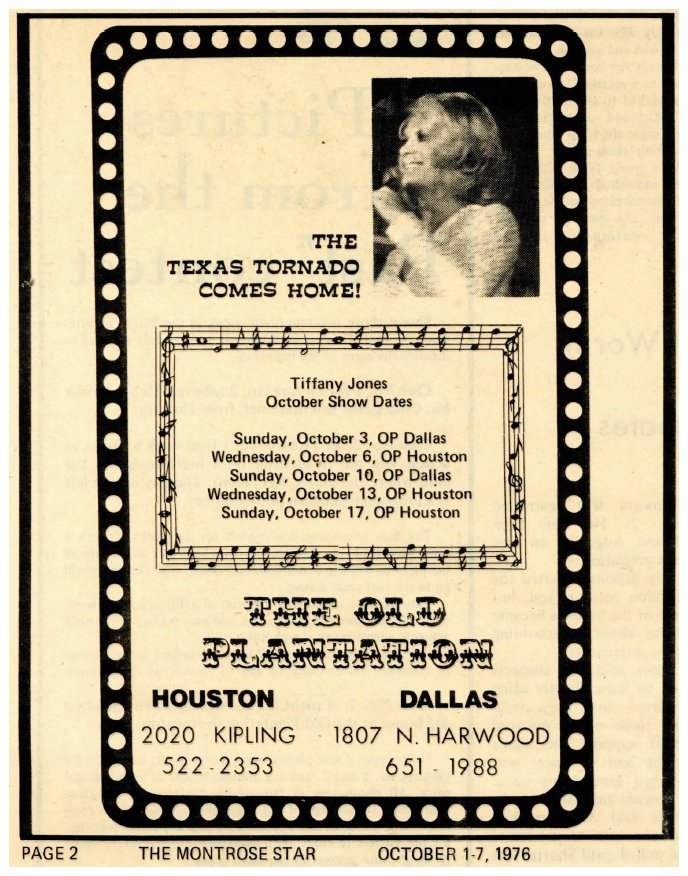 THE
TEXAS TORNADO
COMES HOME!
Tiffany Jones
October Show Dates
Sunday, October 3, OP Dallas
Wednesday, October 6, OP Houston
Sunday, October 10, OP Dallas
Wednesday, October 13, OP Houston
Sunday, October 17, OP Houston
THE OLD
PLANTATION
HOUSTON DALLAS
2020 KIPLING 1807 N. HARWOOD
522-2353 651-1988
PAGE 2 THE MONTROSE STAR OCTOBER 1-7, 1976